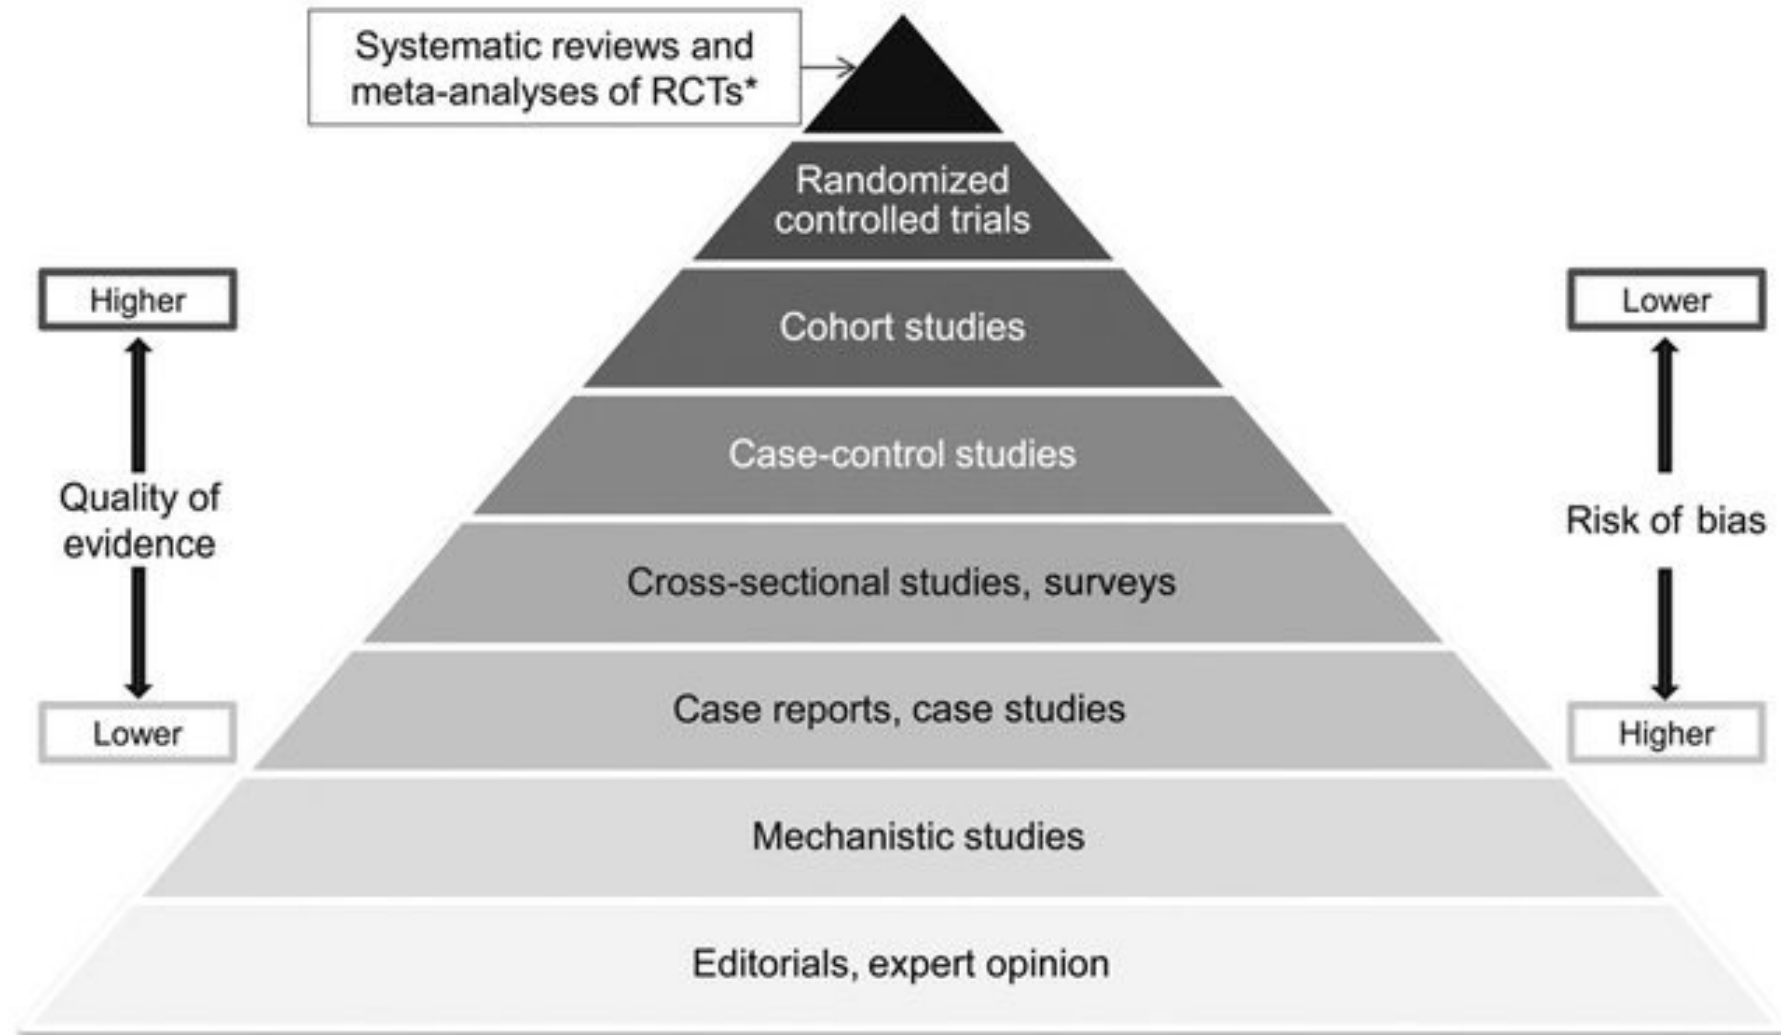 Systematic reviews and
meta-analyses of RCTs*
Randomized
controlled trials
Higher
Lower
Cohort studies
Case-control studies
Quality of
evidence
Risk of bias
Cross-sectional studies, surveys
Case reports, case studies
Lower
Higher
Mechanistic studies
Editorials, expert opinion